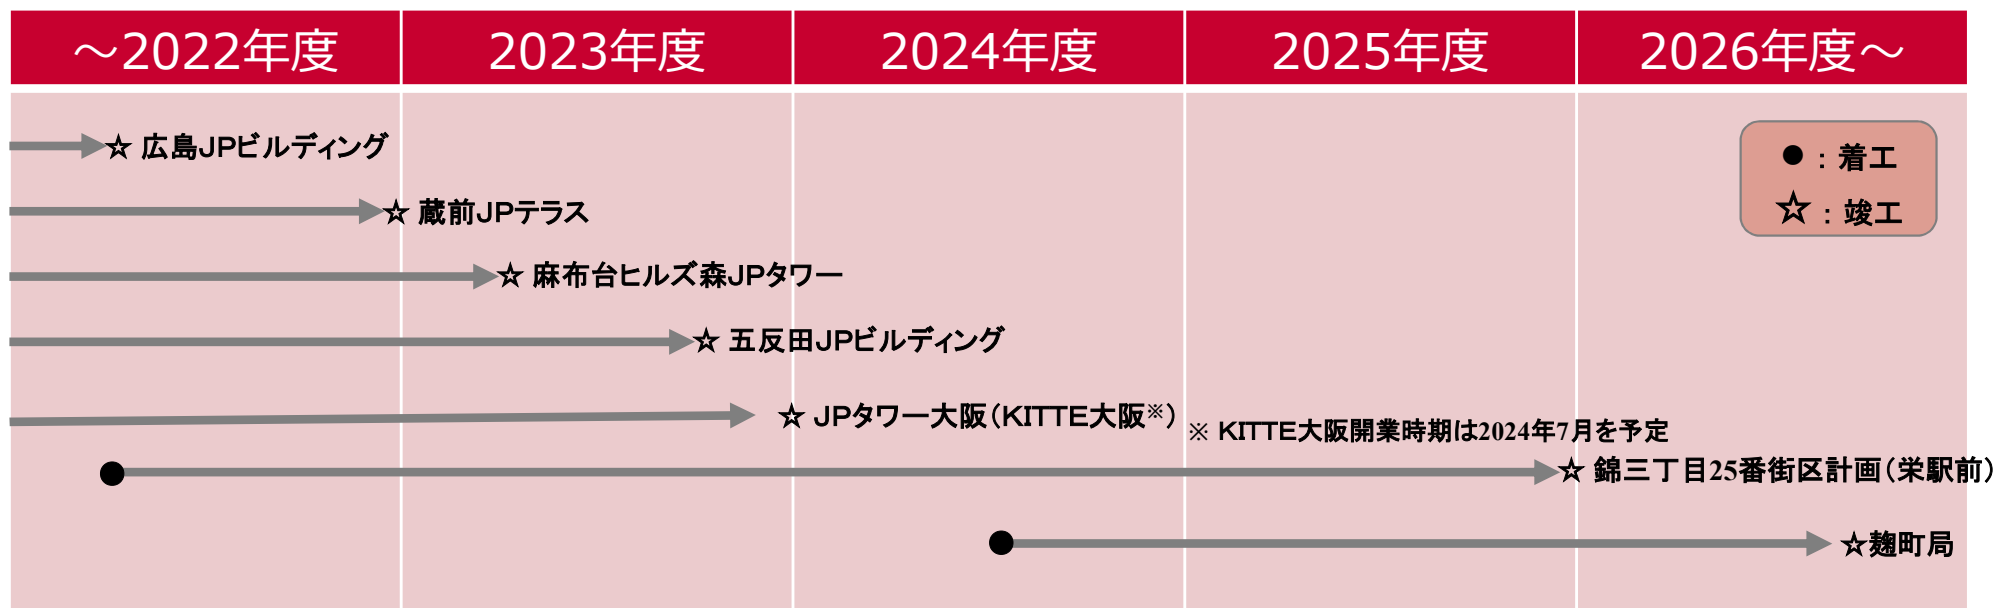 ～2022年度
2023年度
2024年度
2025年度
2026年度～
●：着工
☆：竣工
☆ 広島JPビルディング
☆ 蔵前JPテラス
☆ 麻布台ヒルズ森JPタワー
☆ 五反田JPビルディング
☆ JPタワー大阪（KITTE大阪※）
※ KITTE大阪開業時期は2024年7月を予定
☆ 錦三丁目25番街区計画（栄駅前）
☆麹町局